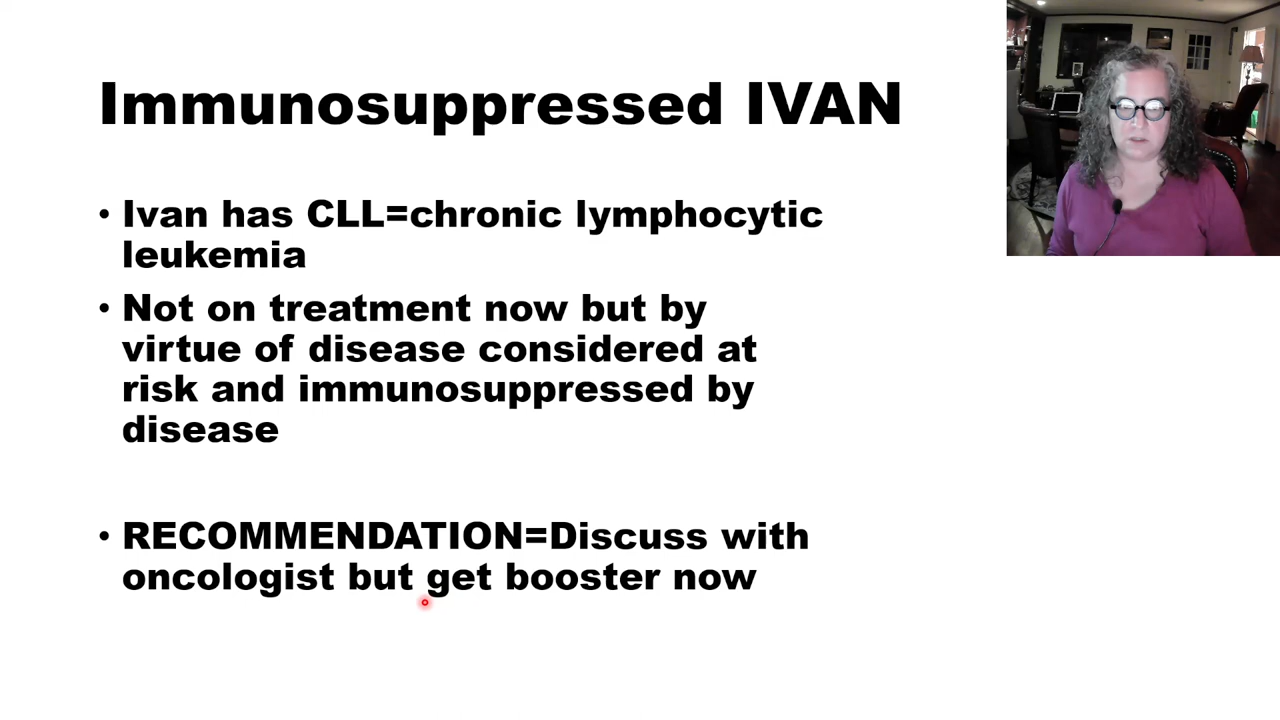 Immunosuppressed IVAN
• Ivan has CLL=chronic lymphocytic
leukemia
• Not on treatment now but by
virtue of disease considered at
risk and immunosuppressed by
disease
• RECOMMENDATION=Discuss with
oncologist but get booster now